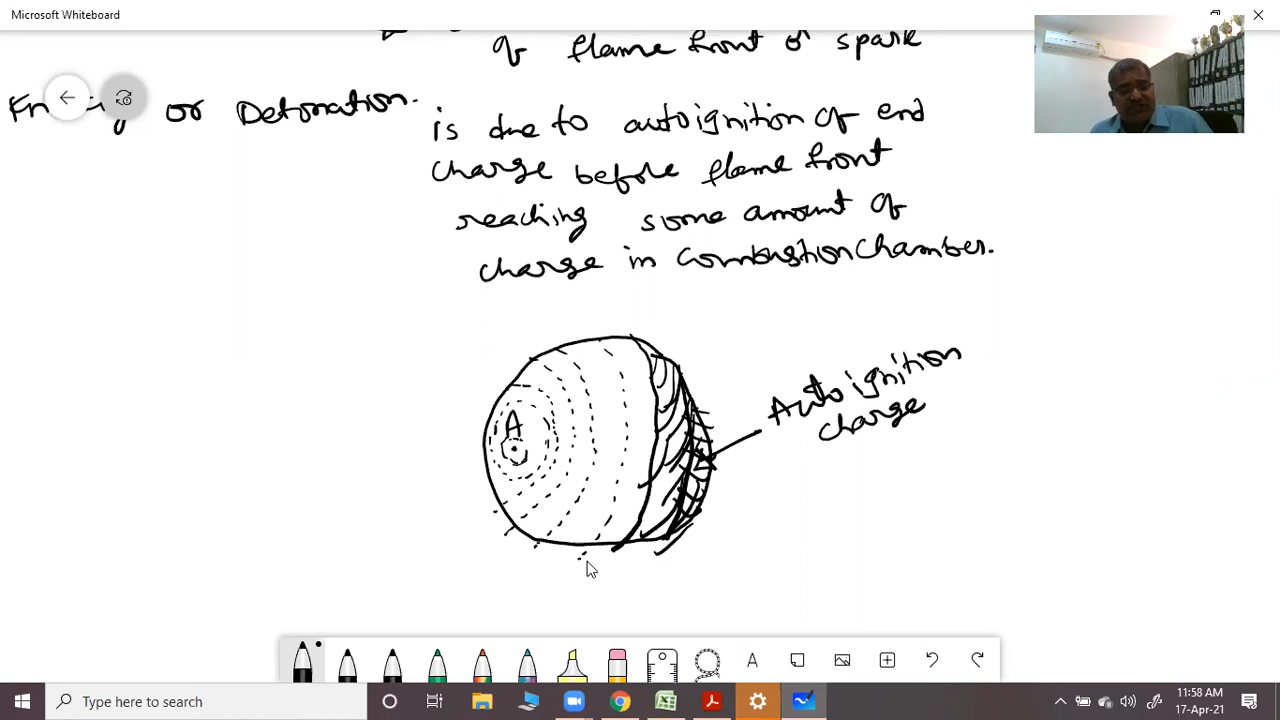 Microsoft Whiteboard
of flame front or spark
or Detonation.
is due to autoignition of end
charge before flame front
reaching some amount of
charge in Combustion Chamber.
A
Auto ignition
charge
A
Type here to search
11:58 AM
17-Apr-21